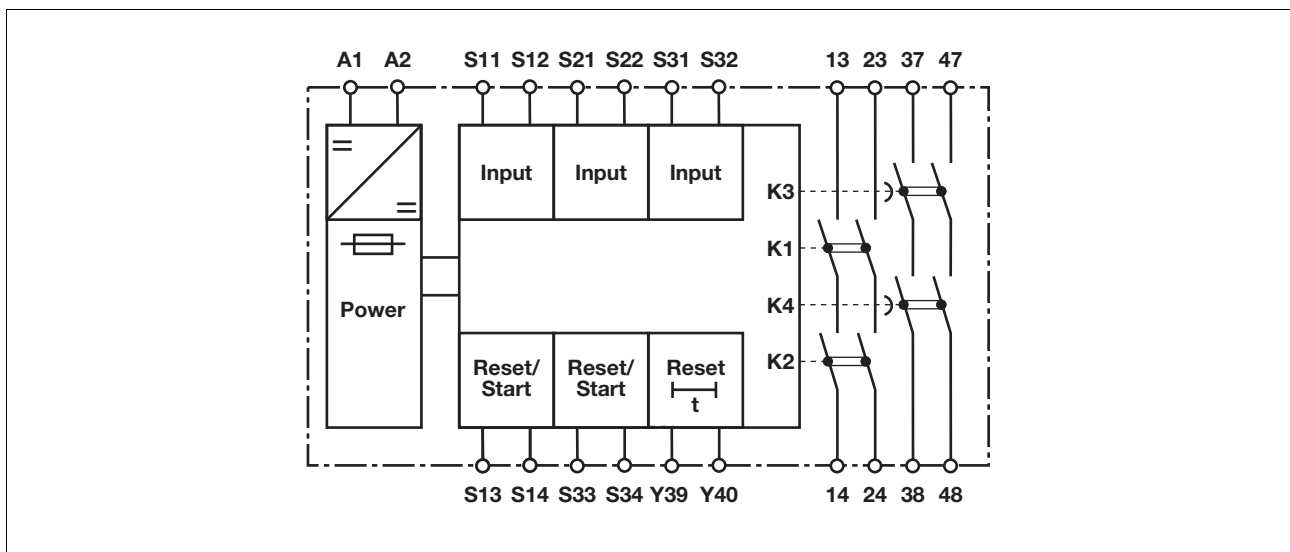 A1 A2 S11 S12 S21 S22 S31 S32 13 23 37 47
Input Input Input
K3
K1
K4
Power
K2
Reset/
Start
Reset/
Start
Reset
t
S13 S14 S33 S34 Y39 Y40 14 24 38 48